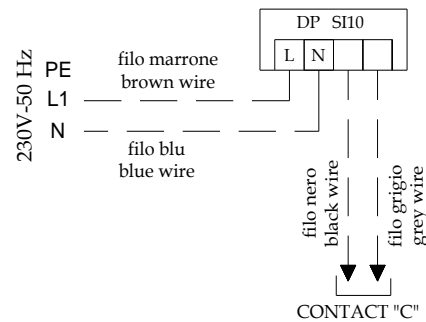 DP SI10
L N
230V-50 Hz
PE
L1
N
filo marrone
brown wire
filo blu
blue wire
filo nero
black wire
filo grigio
grey wire
CONTACT "C"